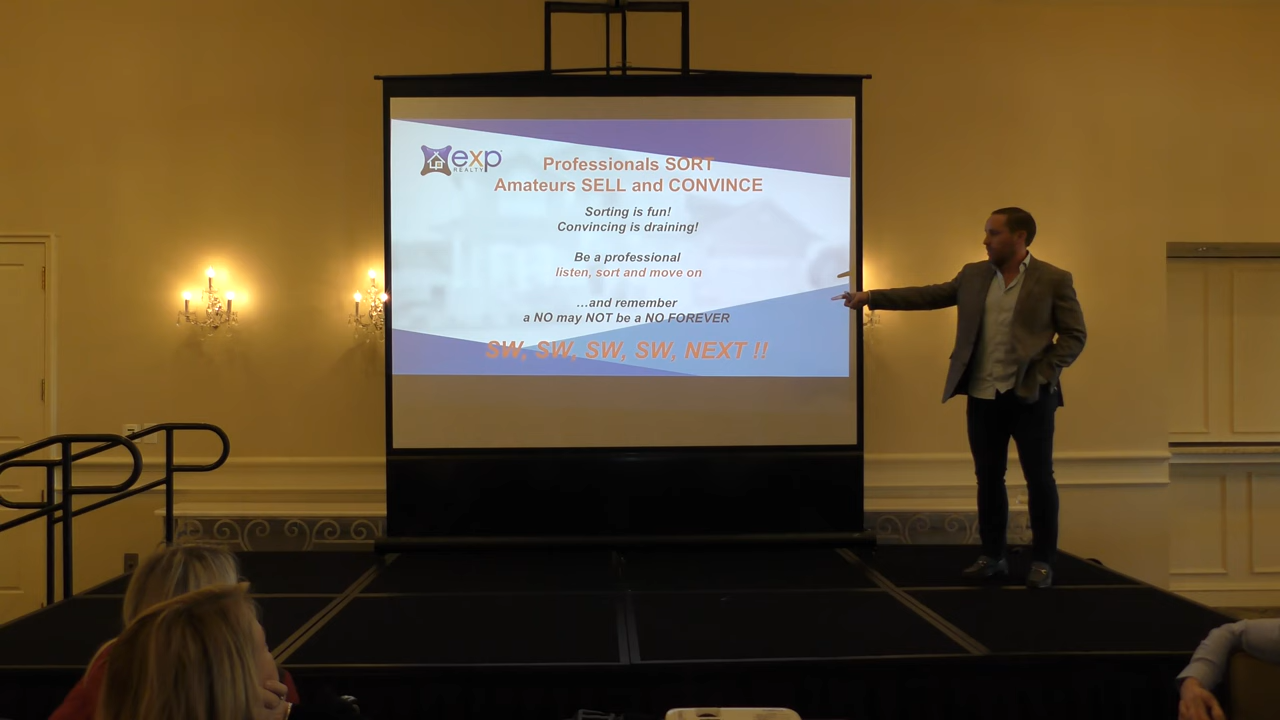 exp
REALTY
Professionals SORT
Amateurs SELL and CONVINCE
Sorting is fun!
Convincing is draining!
Be a professional
listen, sort and move on
...and remember
a NO may NOT be a NO FOREVER
SW, SW, SW, SW, NEXT !!